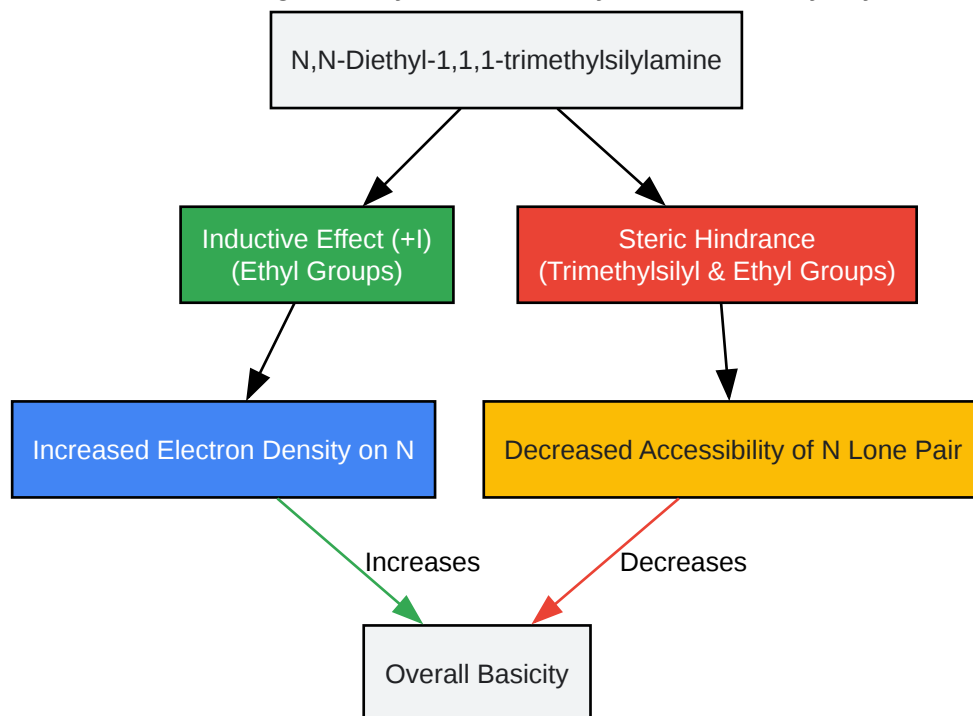 N,N-Diethyl-1,1,1-trimethylsilylamine
Inductive Effect (+I)
(Ethyl Groups)
Steric Hindrance
(Trimethylsilyl & Ethyl Groups)
Increased Electron Density on N
Decreased Accessibility of N Lone Pair
Increases
Decreases
Overall Basicity